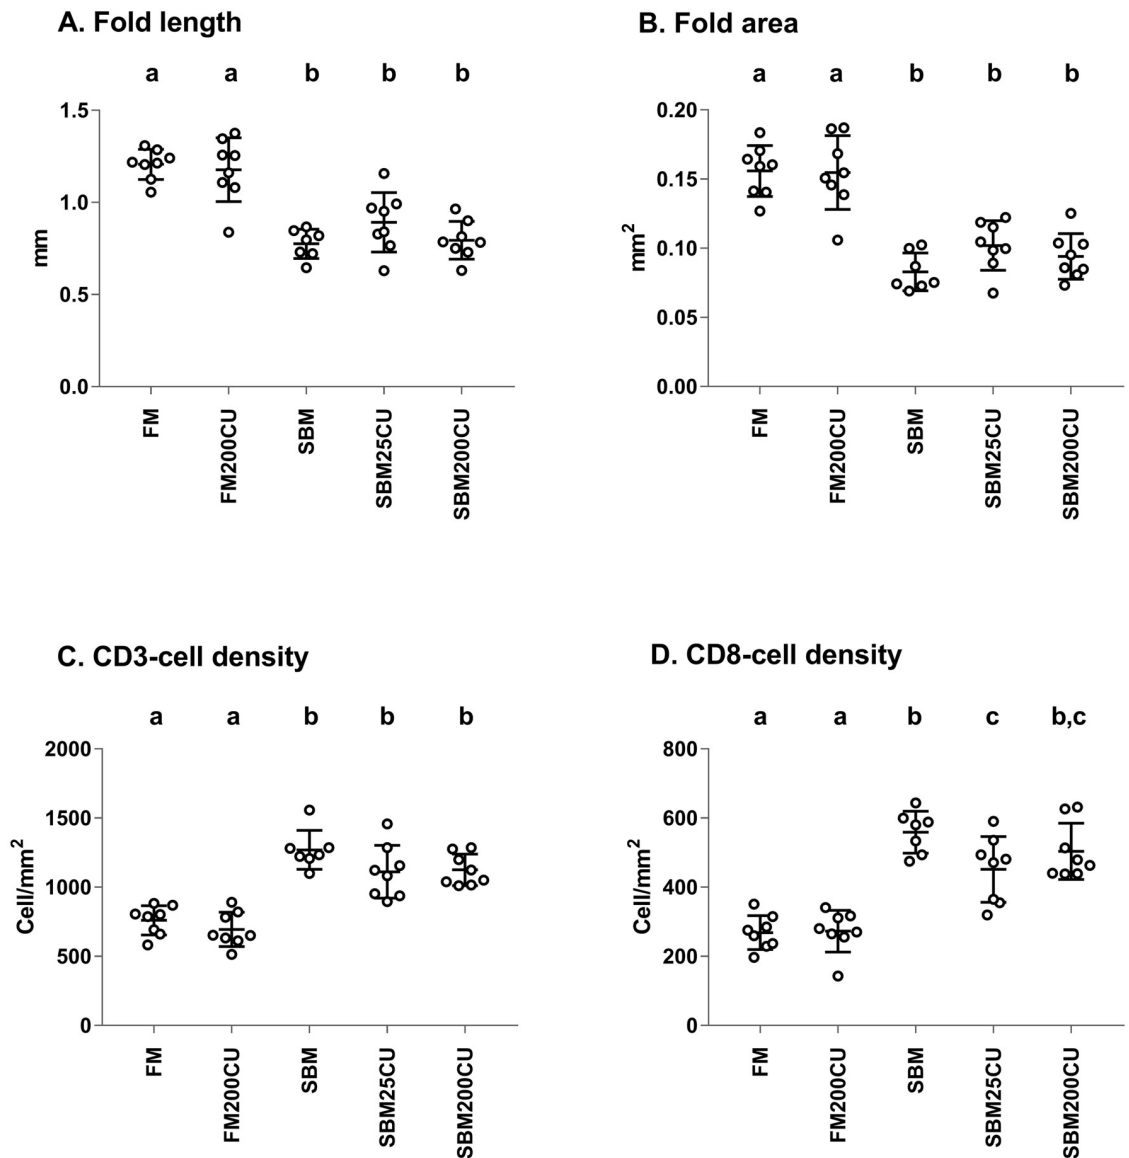 A. Fold length
a a b b b
1.5
1.0
0.5
0.0
mm
FM
FM200CU
SBM
SBM25CU
SBM200CU
B. Fold area
a a b b b
0.20
0.15
0.10
0.05
0.00
mm²
FM
FM200CU
SBM
SBM25CU
SBM200CU
C. CD3-cell density
a a b b b
2000
1500
1000
500
0
Cell/mm²
FM
FM200CU
SBM
SBM25CU
SBM200CU
D. CD8-cell density
a a b c b,c
800
600
400
200
0
Cell/mm²
FM
FM200CU
SBM
SBM25CU
SBM200CU